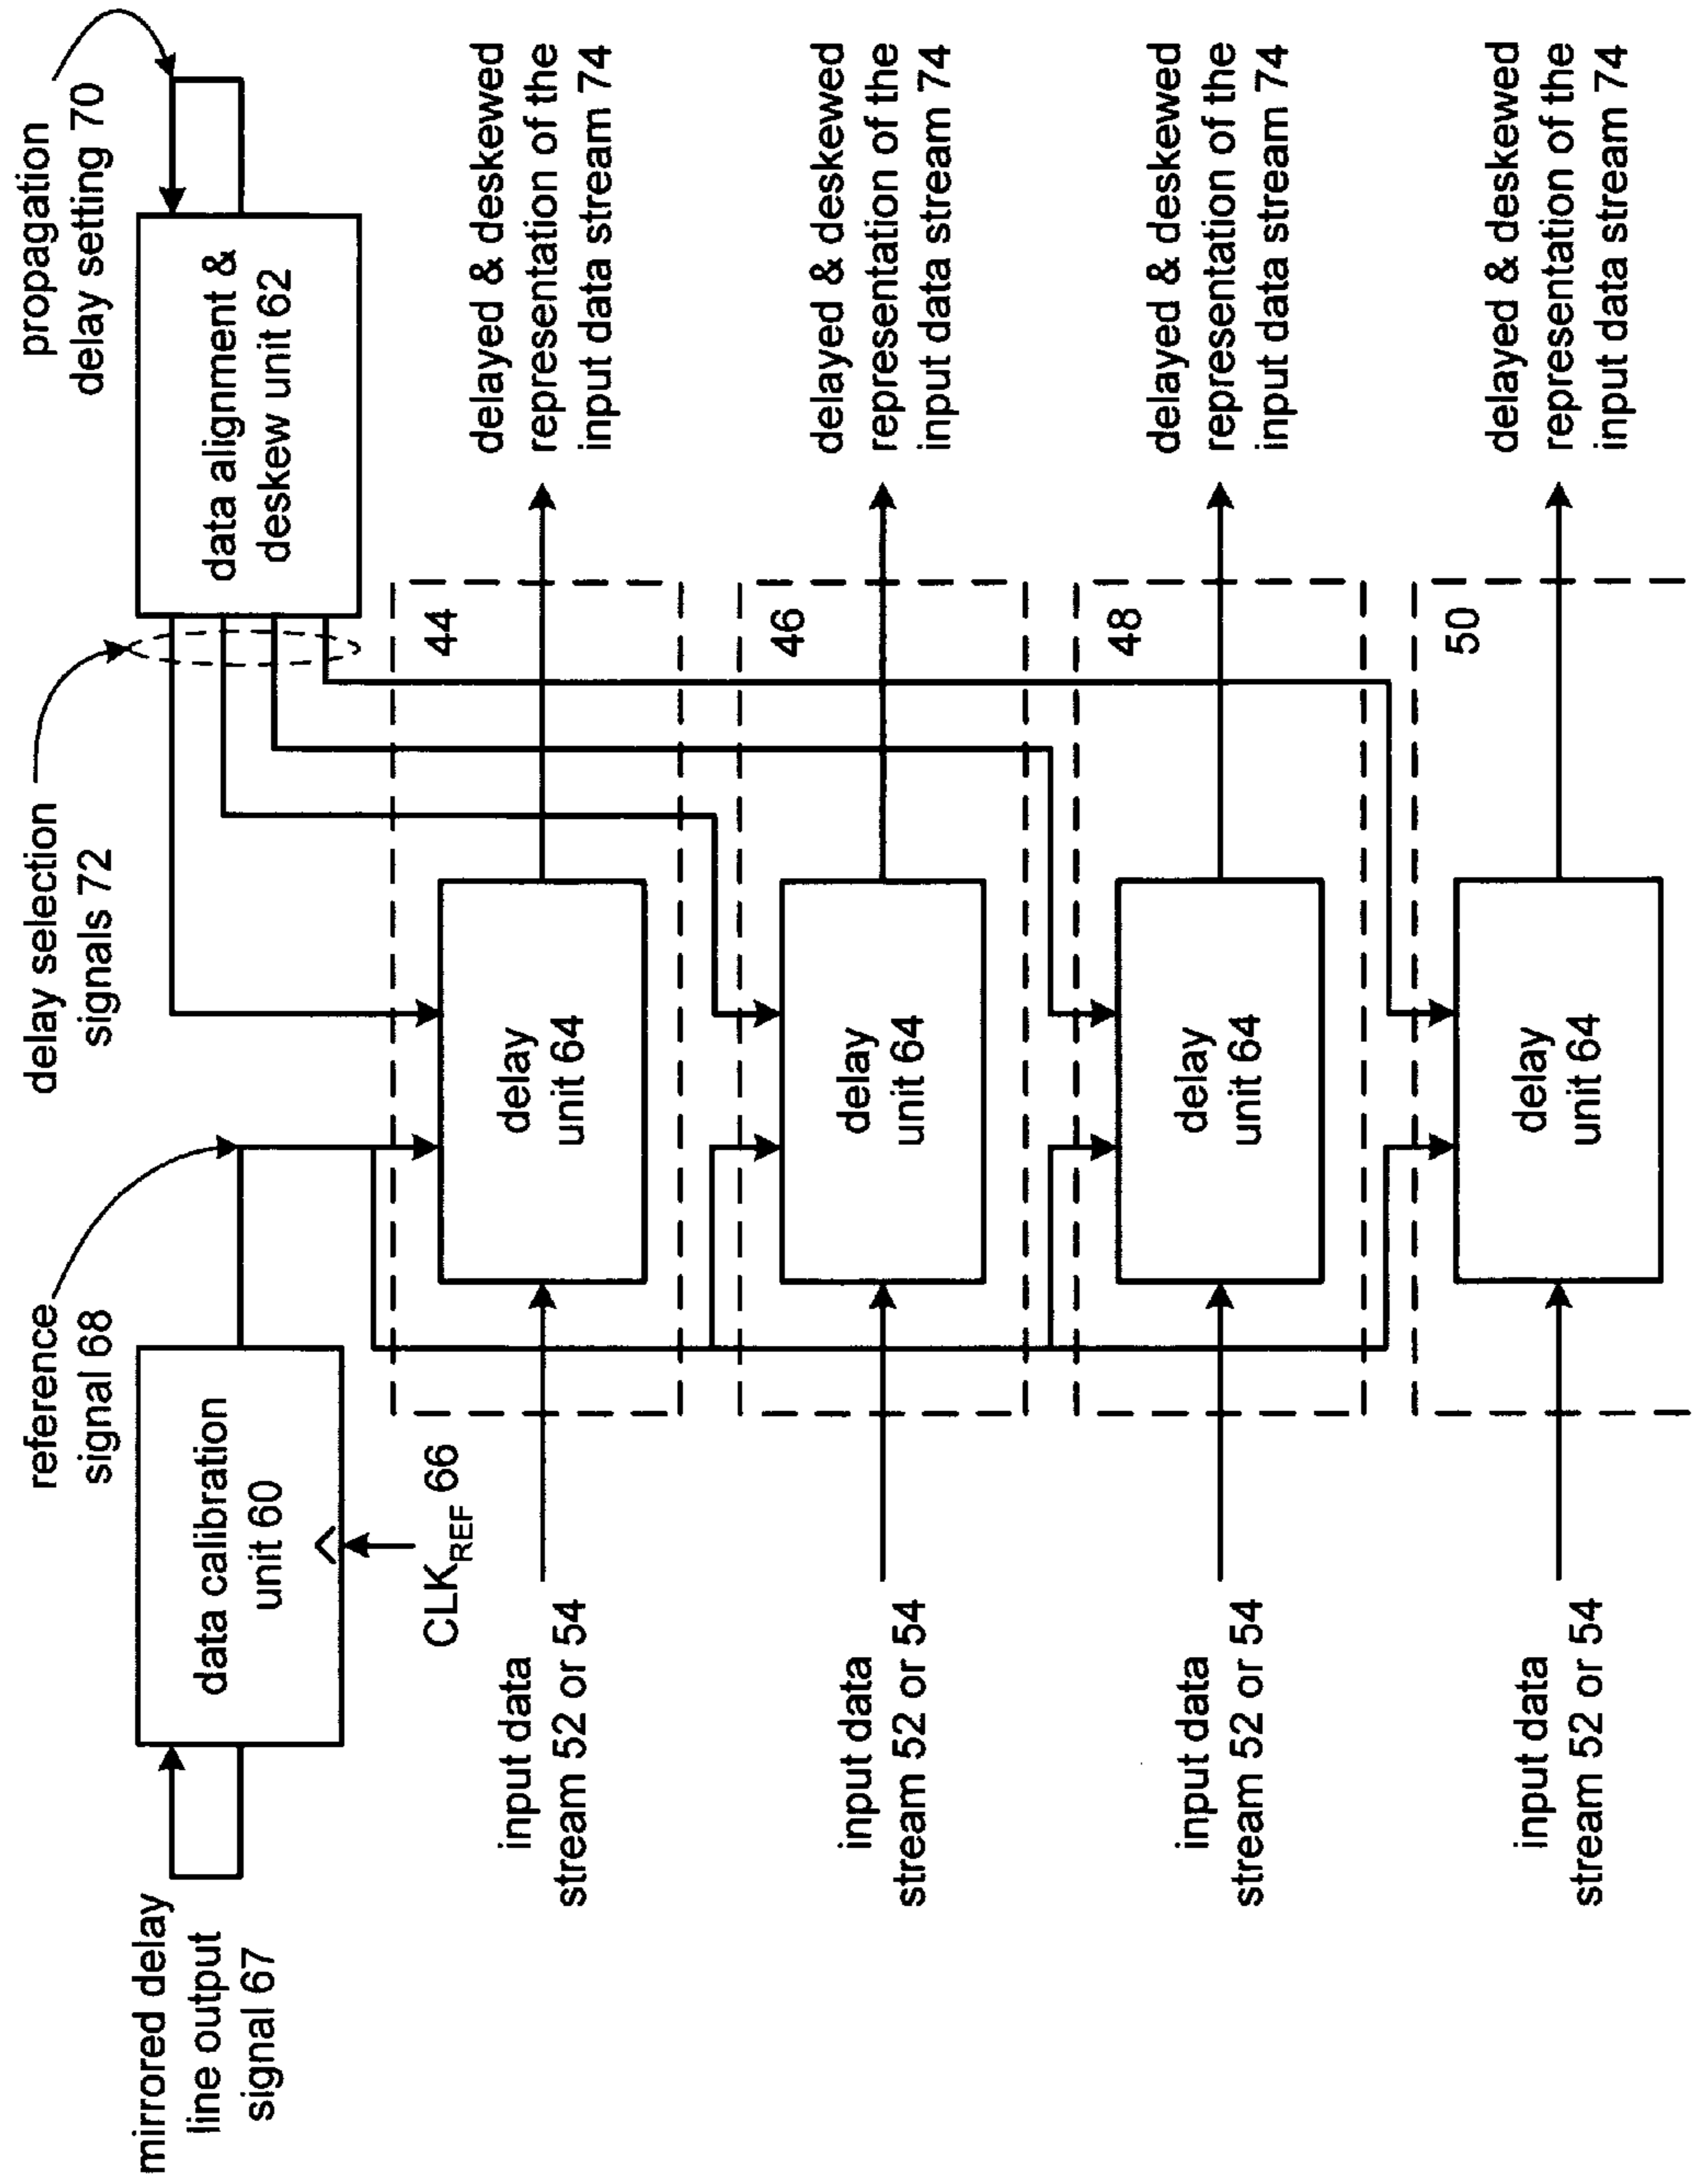 mirrored delay
line output
signal 67
data calibration
unit 60
CLKREF 66
reference
signal 68
delay selection
signals 72
data alignment &
deskew unit 62
propagation
delay setting 70
input data
stream 52 or 54
delay
unit 64
44
delayed & deskewed
representation of the
input data stream 74
input data
stream 52 or 54
delay
unit 64
46
delayed & deskewed
representation of the
input data stream 74
input data
stream 52 or 54
delay
unit 64
48
delayed & deskewed
representation of the
input data stream 74
input data
stream 52 or 54
delay
unit 64
50
delayed & deskewed
representation of the
input data stream 74